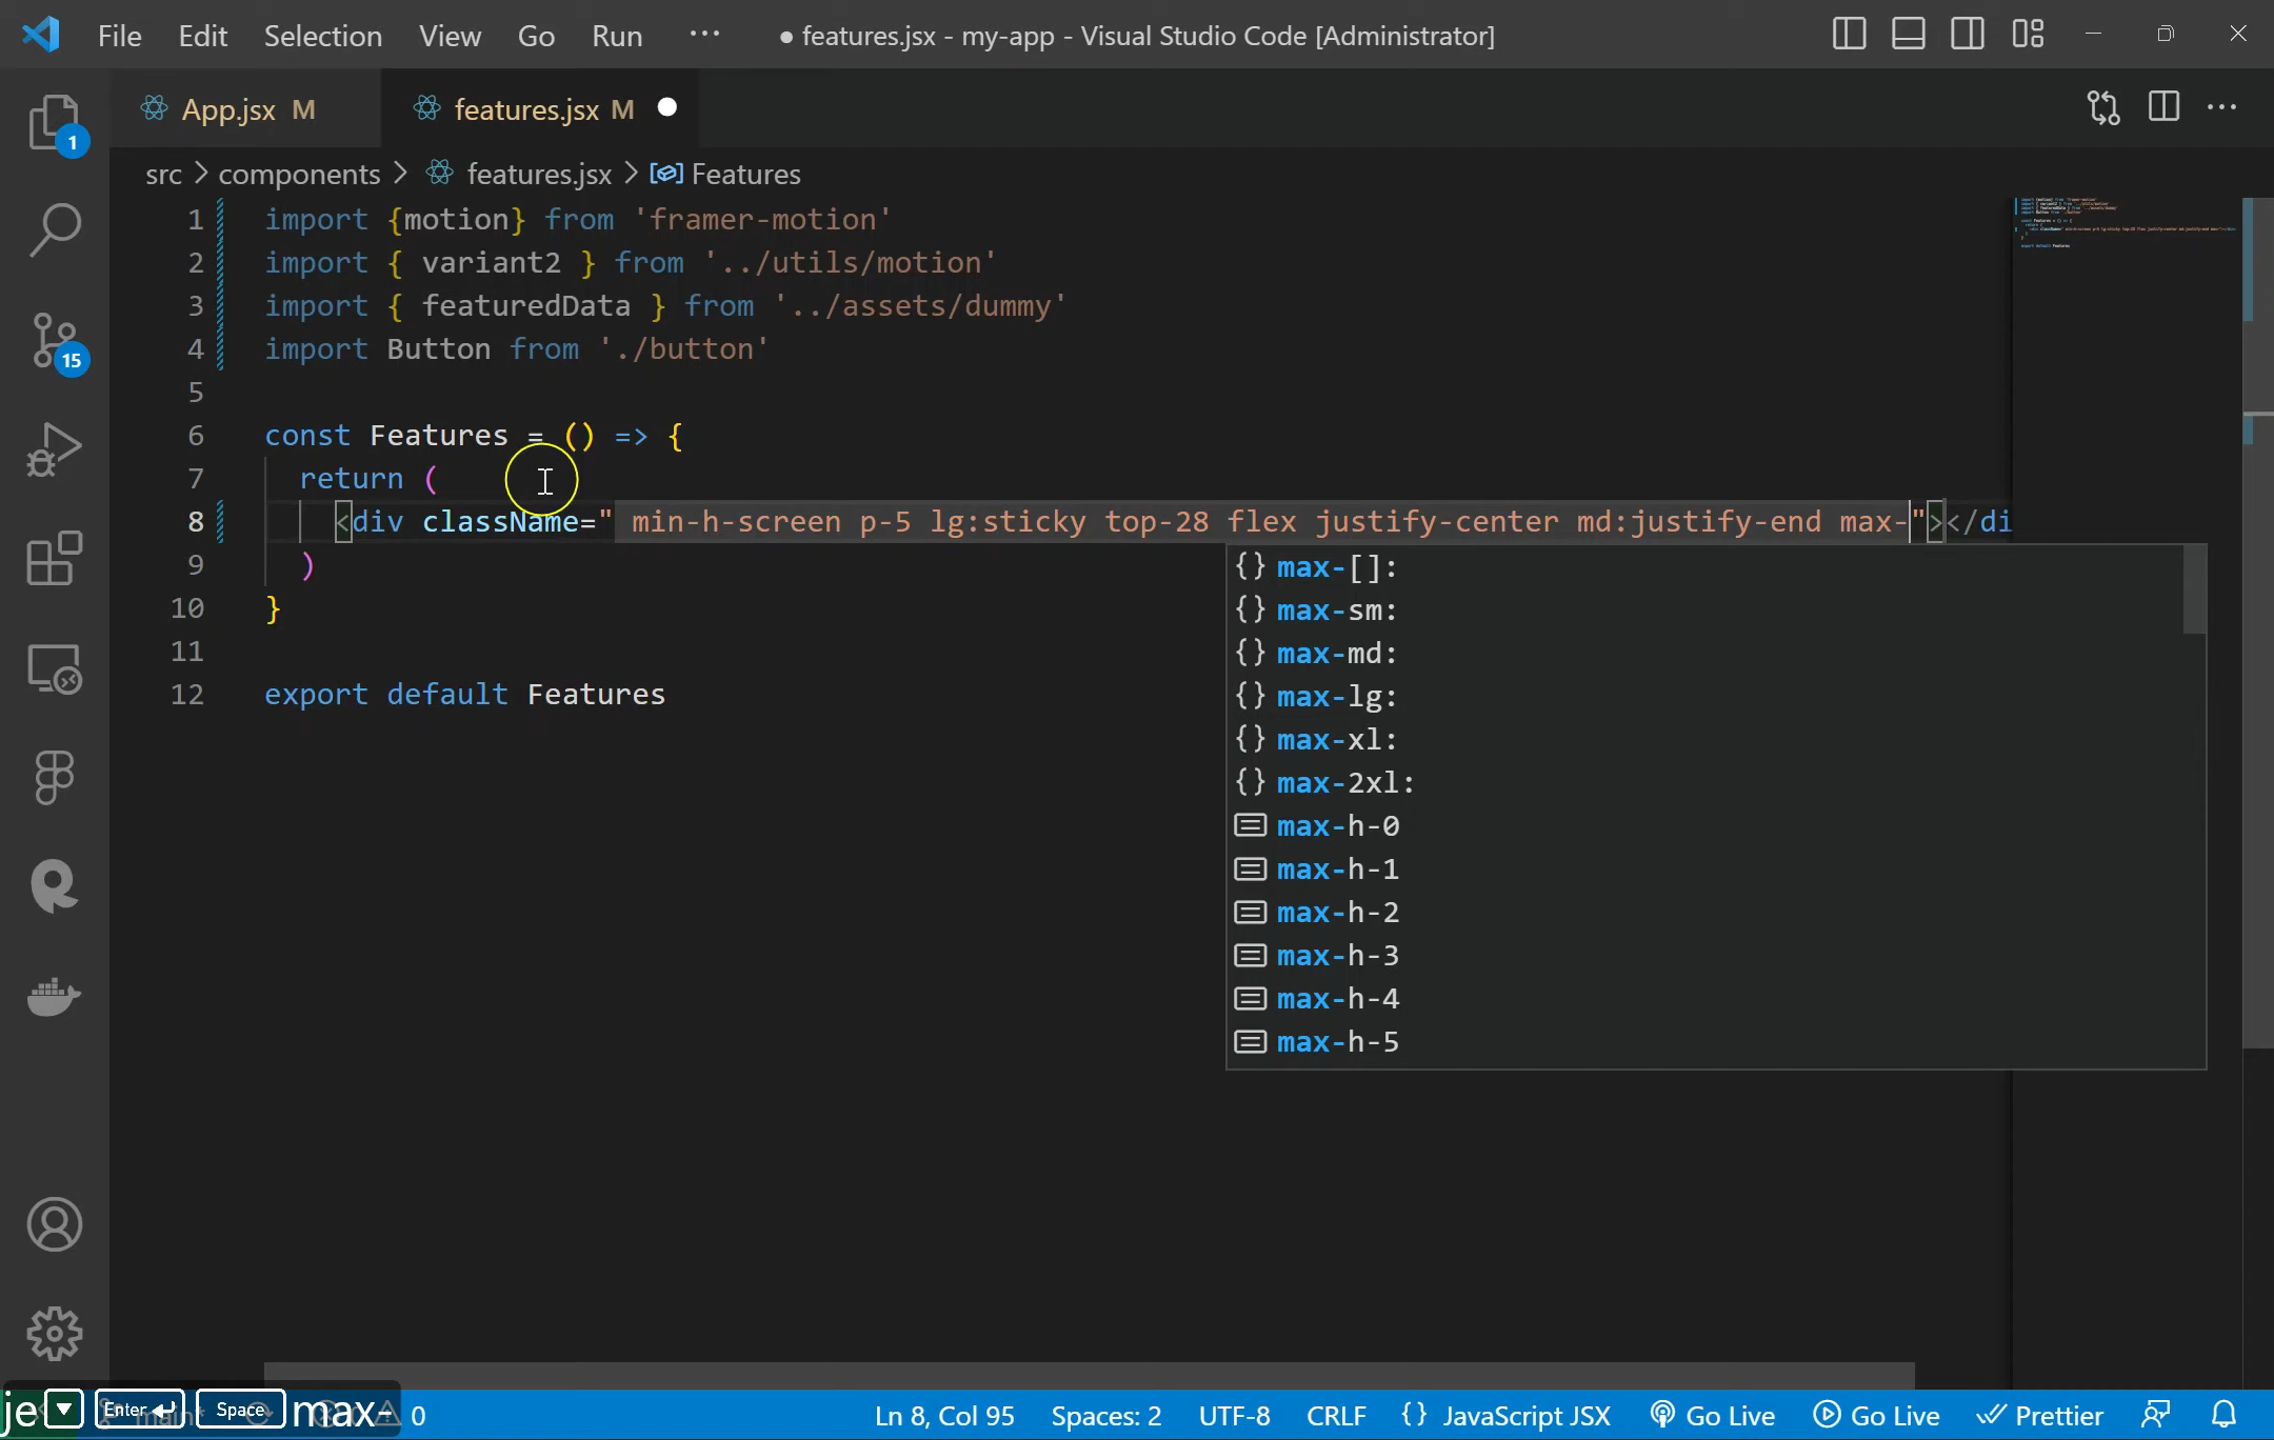 File Edit Selection View Go Run ··· ● features.jsx - my-app - Visual Studio Code [Administrator]
App.jsx M features.jsx M
src > components > features.jsx > Features
1 import {motion} from 'framer-motion'
2 import { variant2 } from '../utils/motion'
3 import { featuredData } from '../assets/dummy'
4 import Button from './button'
5
6 const Features = () => {
7 return (
8 <div className=" min-h-screen p-5 lg:sticky top-28 flex justify-center md:justify-end max-"></di
9 )
10 }
11
12 export default Features
{} max-[]:
{} max-sm:
{} max-md:
{} max-lg:
{} max-xl:
{} max-2xl:
max-h-0
max-h-1
max-h-2
max-h-3
max-h-4
max-h-5
1
15
je Enter Space max- 0 Ln 8, Col 95 Spaces: 2 UTF-8 CRLF {} JavaScript JSX Go Live Go Live Prettier